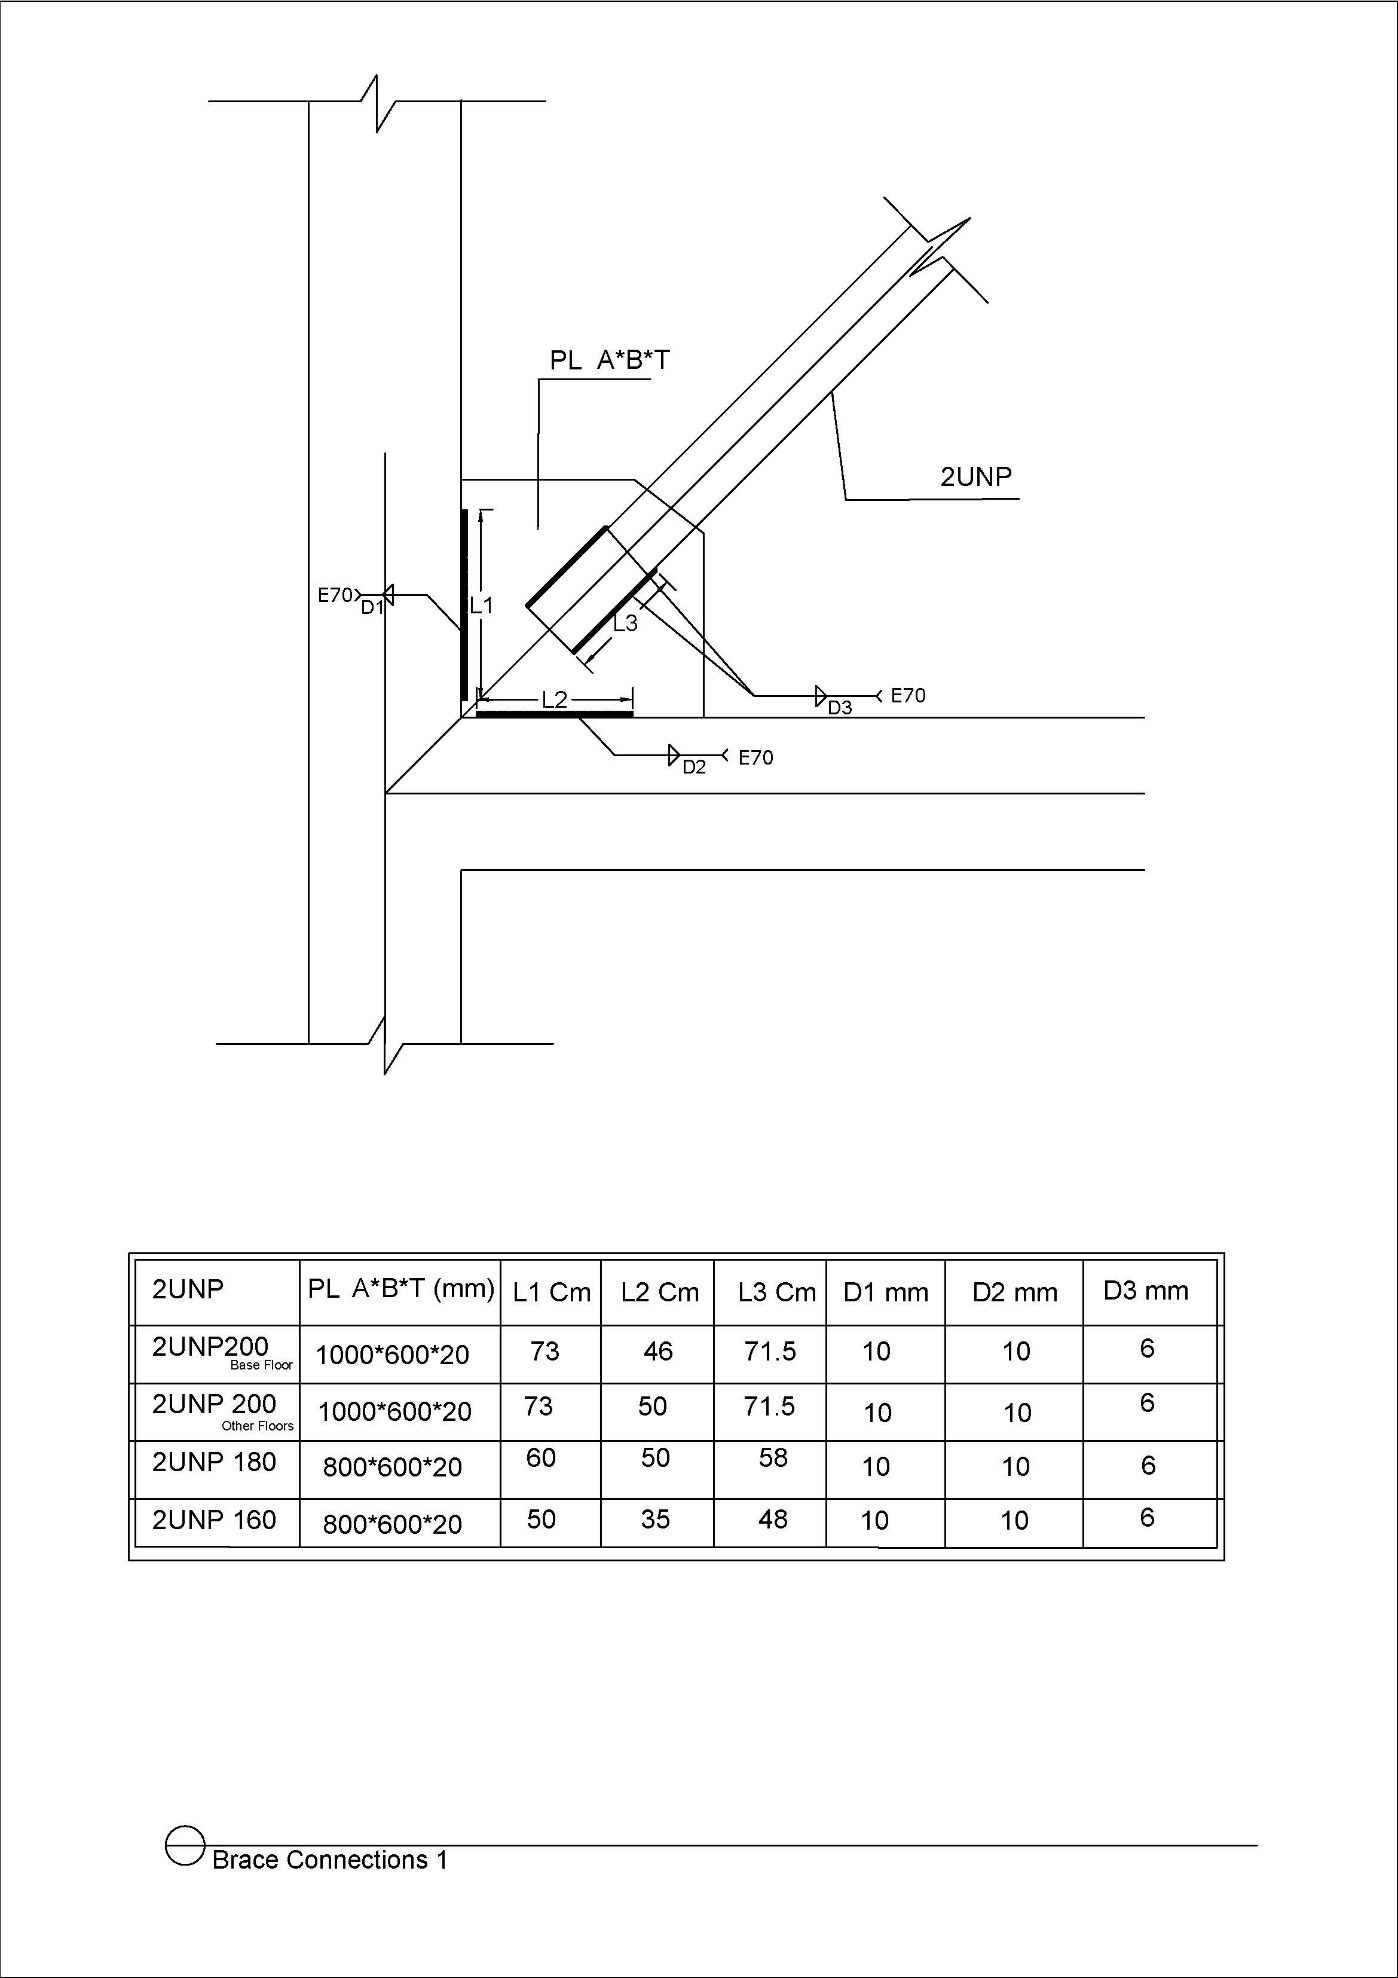 PL A*B*T
2UNP
E70
D1
L1
L3
L2
D3
E70
D2
E70
2UNP PL A*B*T (mm) L1 Cm L2 Cm L3 Cm D1 mm D2 mm D3 mm
2UNP200 Base Floor 1000*600*20 73 46 71.5 10 10 6
2UNP 200 Other Floors 1000*600*20 73 50 71.5 10 10 6
2UNP 180 800*600*20 60 50 58 10 10 6
2UNP 160 800*600*20 50 35 48 10 10 6
Brace Connections 1